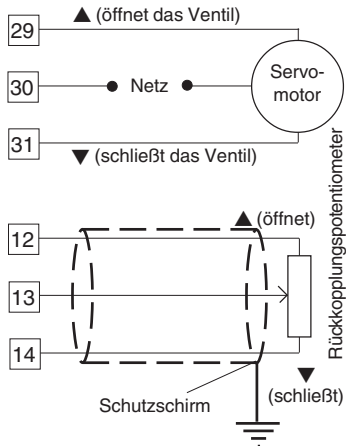 29
▲ (öffnet das Ventil)
30
Netz
Servo-
motor
31
▼ (schließt das Ventil)
12
▲ (öffnet)
13
14
Rückkopplungspotentiometer
▼
(schließt)
Schutzschirm